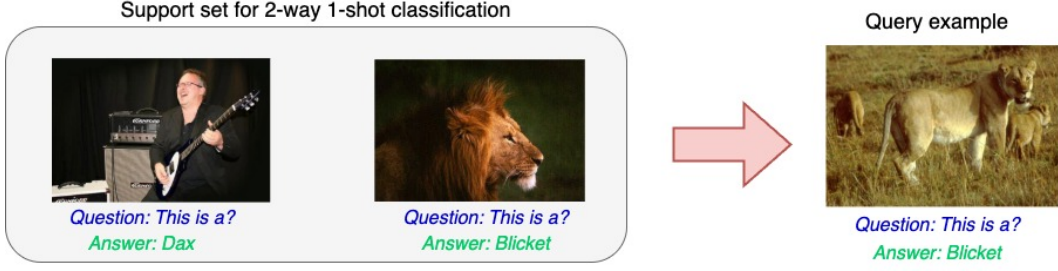 Support set for 2-way 1-shot classification
Query example
Question: This is a?
Answer: Dax
Question: This is a?
Answer: Blicket
Question: This is a?
Answer: Blicket